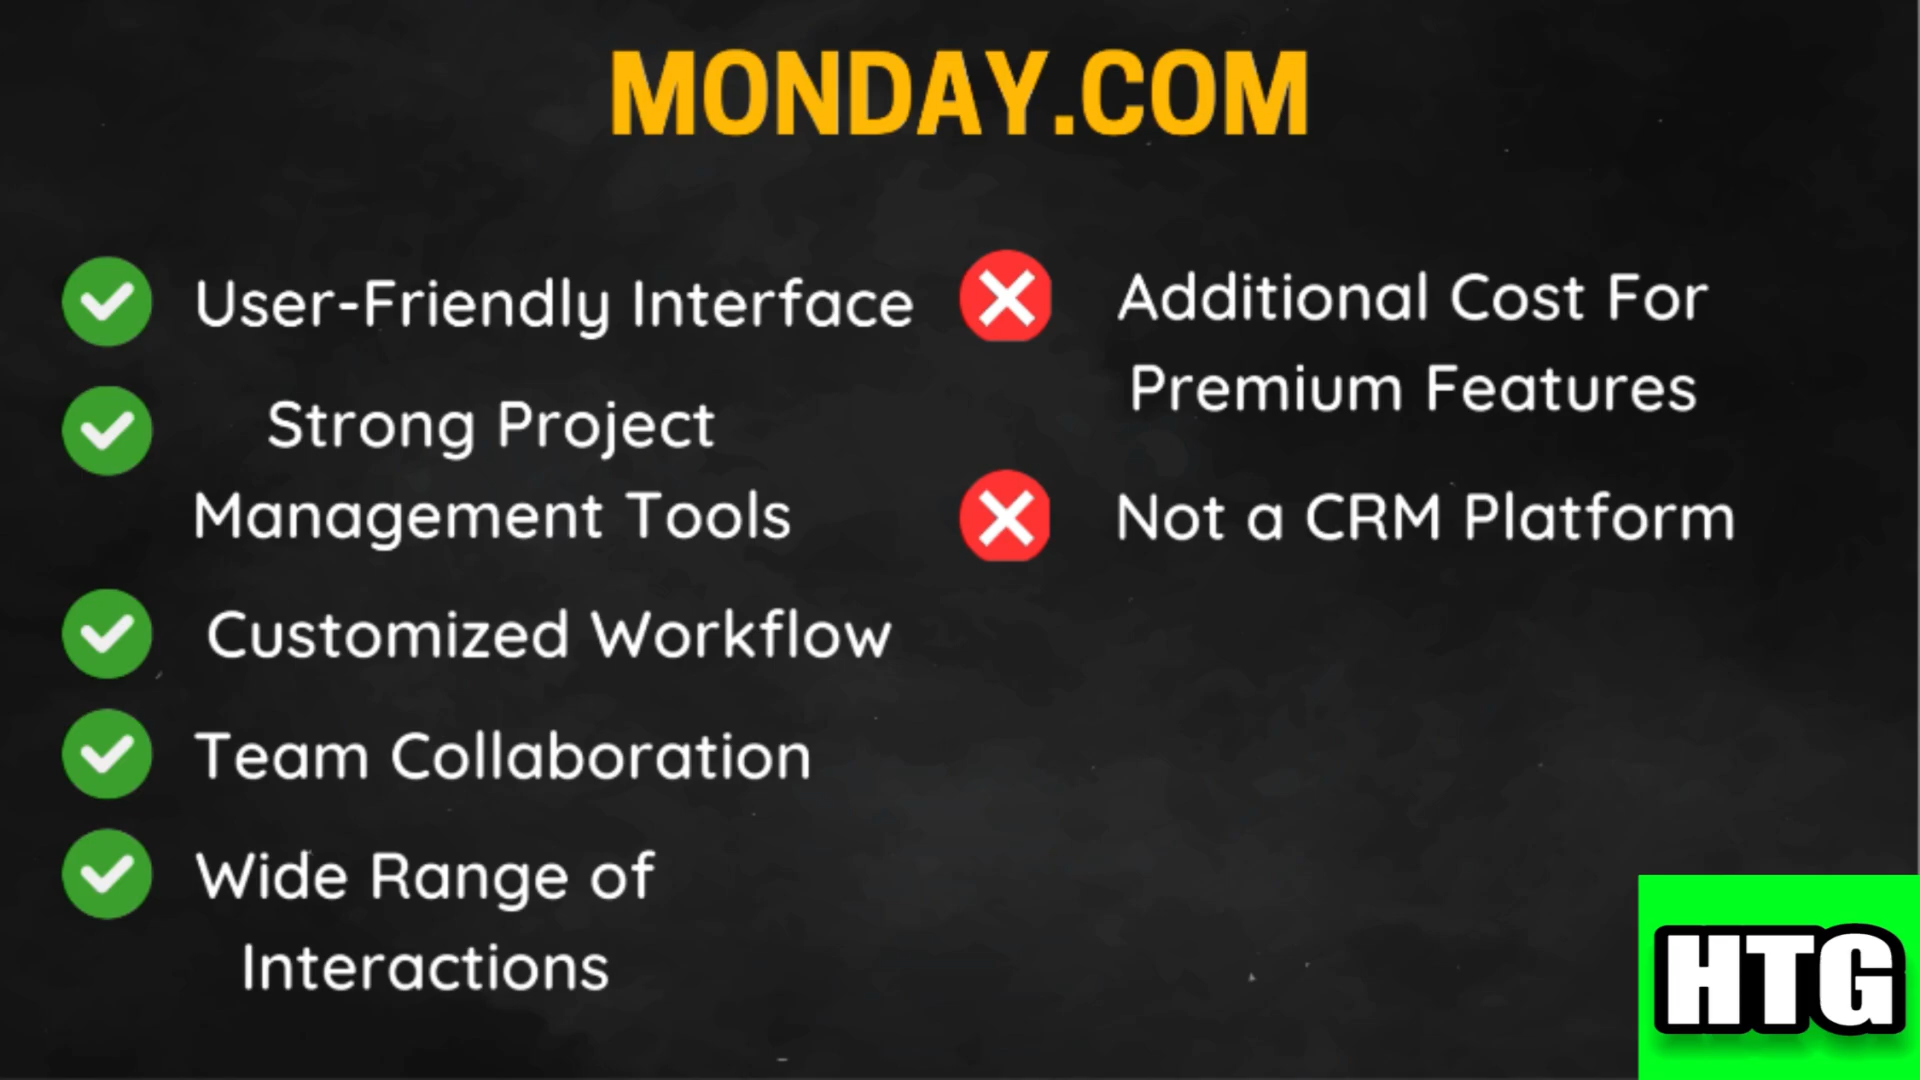 MONDAY.COM
User-Friendly Interface
Strong Project
Management Tools
Customized Workflow
Team Collaboration
Wide Range of
Interactions
Additional Cost For
Premium Features
Not a CRM Platform
HTG